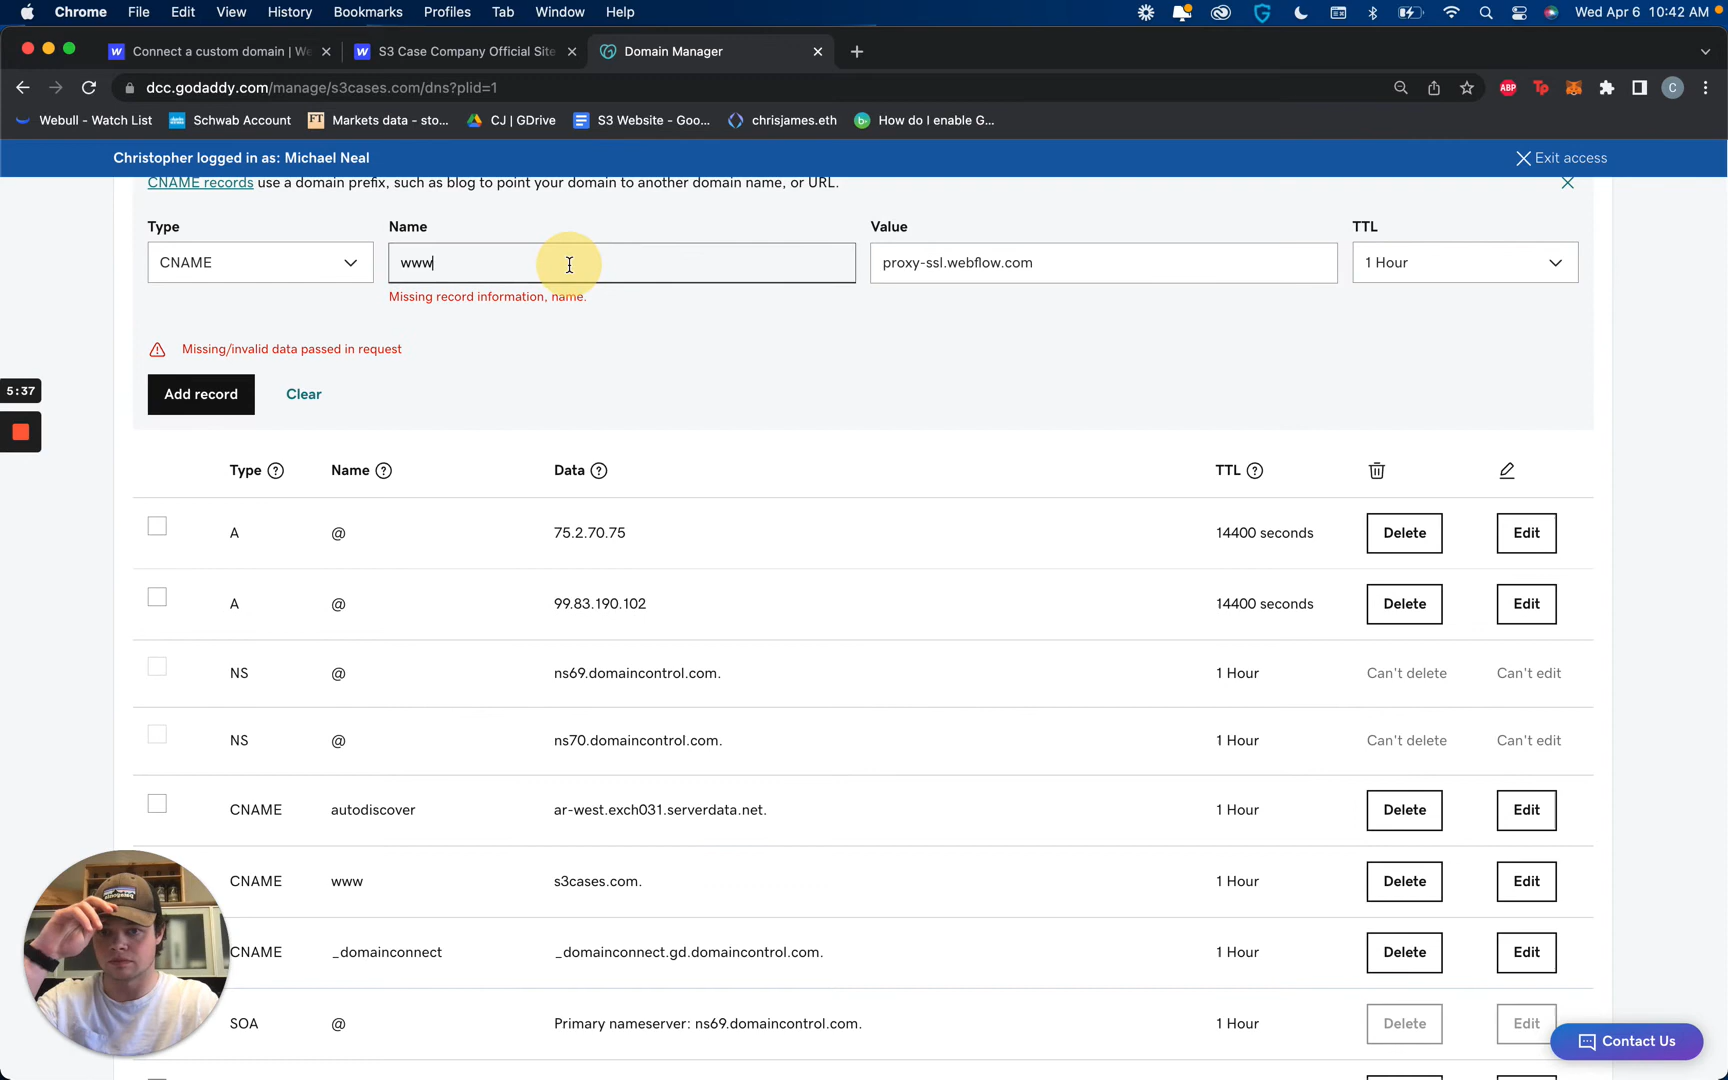 Chrome File Edit View History Bookmarks Profiles Tab Window Help Wed Apr 6 10:42 AM
Connect a custom domain | We S3 Case Company Official Site Domain Manager
dcc.godaddy.com/manage/s3cases.com/dns?plid=1 ABP Tp C
Webull - Watch List Schwab Account FT Markets data - sto... CJ | GDrive S3 Website - Goo... chrisjames.eth How do I enable G...
Christopher logged in as: Michael Neal Exit access
CNAME records use a domain prefix, such as blog to point your domain to another domain name, or URL.
Type Name Value TTL
CNAME www proxy-ssl.webflow.com 1 Hour
Missing record information, name.
Missing/invalid data passed in request
5:37
Add record Clear
Type Name Data TTL
A @ 75.2.70.75 14400 seconds Delete Edit
A @ 99.83.190.102 14400 seconds Delete Edit
NS @ ns69.domaincontrol.com. 1 Hour Can't delete Can't edit
NS @ ns70.domaincontrol.com. 1 Hour Can't delete Can't edit
CNAME autodiscover ar-west.exch031.serverdata.net. 1 Hour Delete Edit
CNAME www s3cases.com. 1 Hour Delete Edit
CNAME _domainconnect _domainconnect.gd.domaincontrol.com. 1 Hour Delete Edit
SOA @ Primary nameserver: ns69.domaincontrol.com. 1 Hour Delete Edit
Contact Us